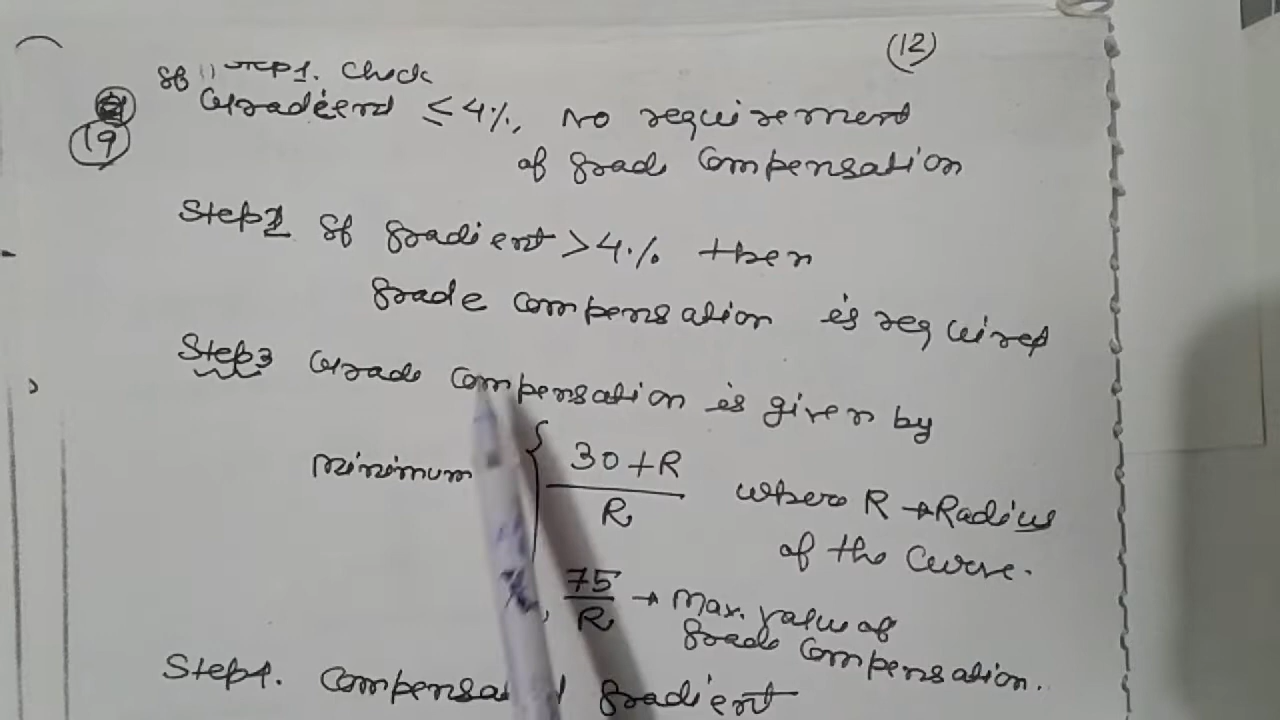 (12)
If Step1. Check
(19) Gradient ≤ 4%, No requirement
of grade Compensation
Step2 If gradient > 4% then
grade compensation is required
Step3 Grade Compensation is given by
minimum { 30+R / R where R → Radius
of the Curve.
, 75 / R → Max. value of
grade Compensation.
Step4. Compensated gradient